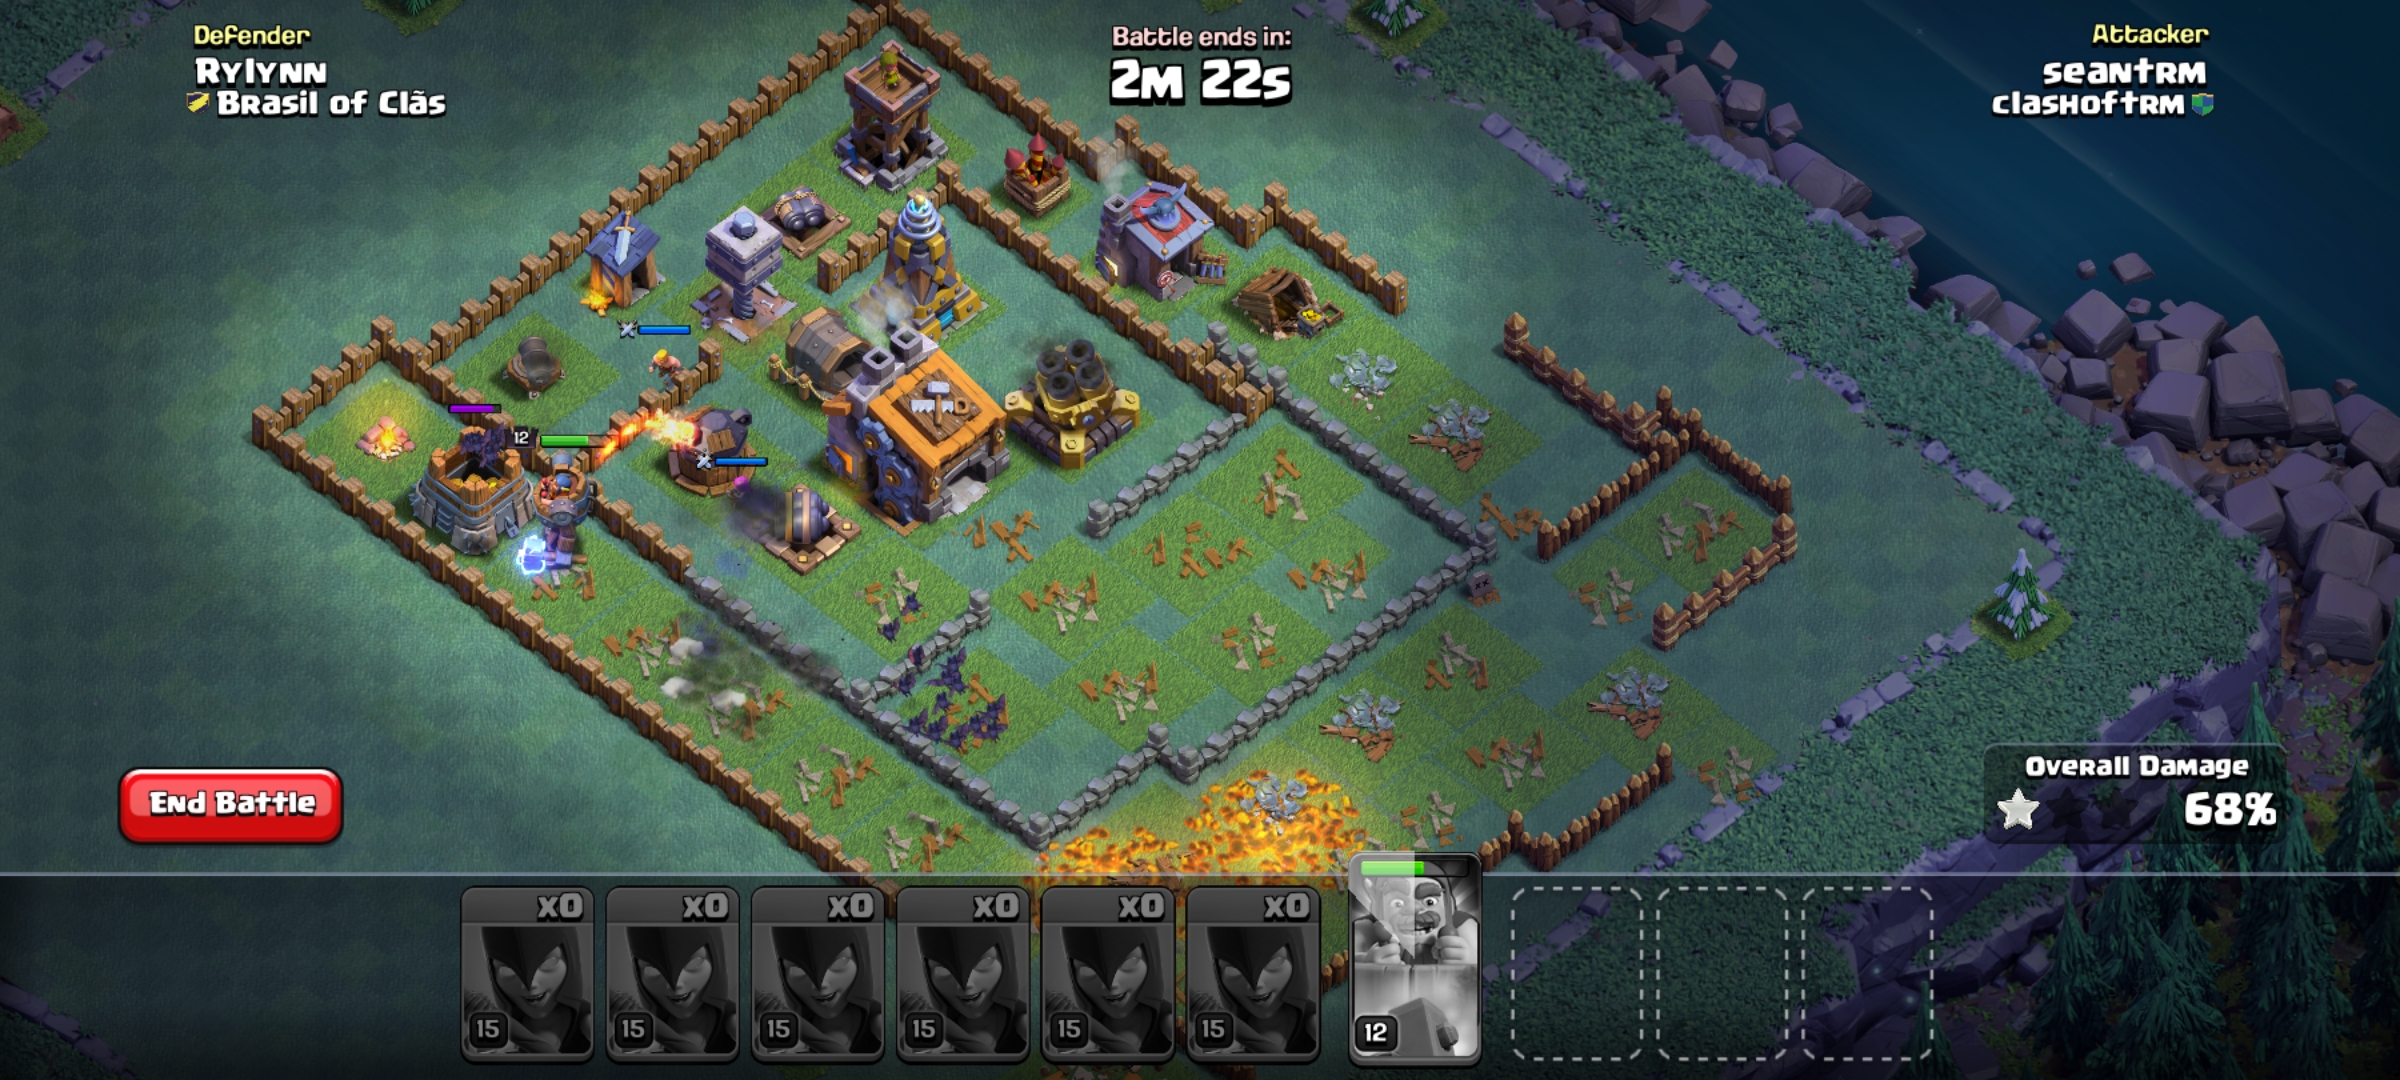 Defender
Rylynn
Brasil of Clãs
Battle ends in:
2m 22s
Attacker
seantrm
clashoftrm
12
End Battle
Overall Damage
68%
x0
x0
x0
x0
x0
x0
15
15
15
15
15
15
12